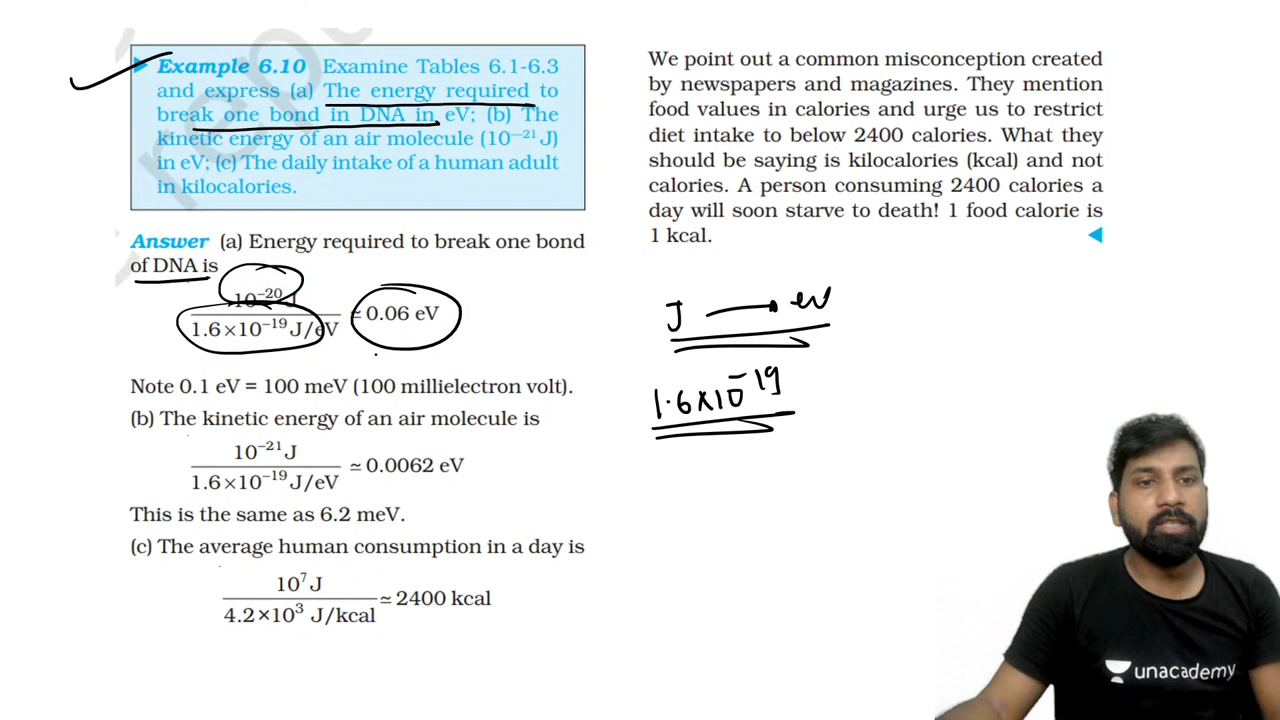 Example 6.10 Examine Tables 6.1-6.3
and express (a) The energy required to
break one bond in DNA in eV; (b) The
kinetic energy of an air molecule (10⁻²¹ J)
in eV; (c) The daily intake of a human adult
in kilocalories.
Answer (a) Energy required to break one bond
of DNA is
10⁻²⁰ J
1.6×10⁻¹⁹ J/eV
≃ 0.06 eV
Note 0.1 eV = 100 meV (100 millielectron volt).
(b) The kinetic energy of an air molecule is
10⁻²¹ J
1.6×10⁻¹⁹ J/eV
≃ 0.0062 eV
This is the same as 6.2 meV.
(c) The average human consumption in a day is
10⁷ J
4.2×10³ J/kcal
≃ 2400 kcal
We point out a common misconception created
by newspapers and magazines. They mention
food values in calories and urge us to restrict
diet intake to below 2400 calories. What they
should be saying is kilocalories (kcal) and not
calories. A person consuming 2400 calories a
day will soon starve to death! 1 food calorie is
1 kcal.
J → eV
1.6×10⁻¹⁹
unacademy